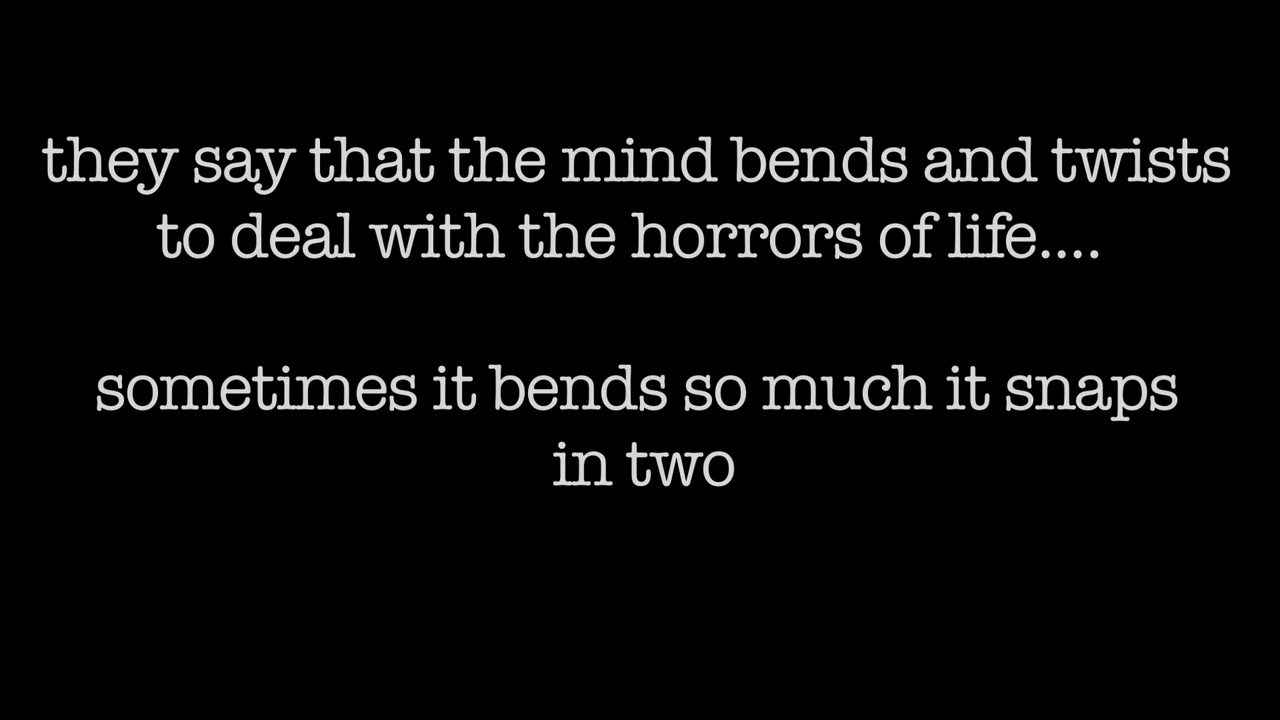 they say that the mind bends and twists
to deal with the horrors of life....
sometimes it bends so much it snaps
in two